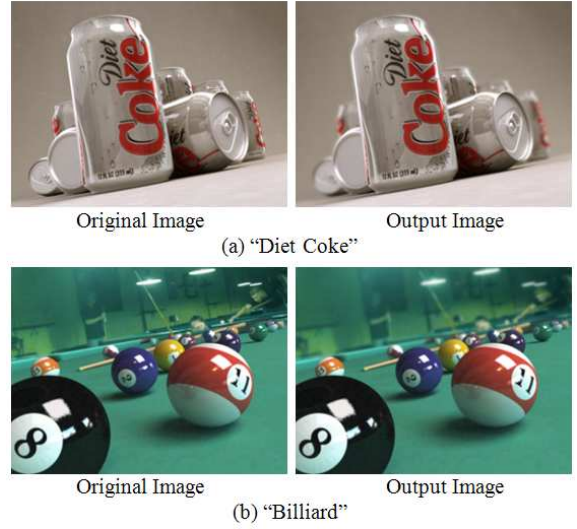 Diet
Coke
Diet
Coke
Original Image
Output Image
(a) “Diet Coke”
8
11
8
11
Original Image
Output Image
(b) “Billiard”